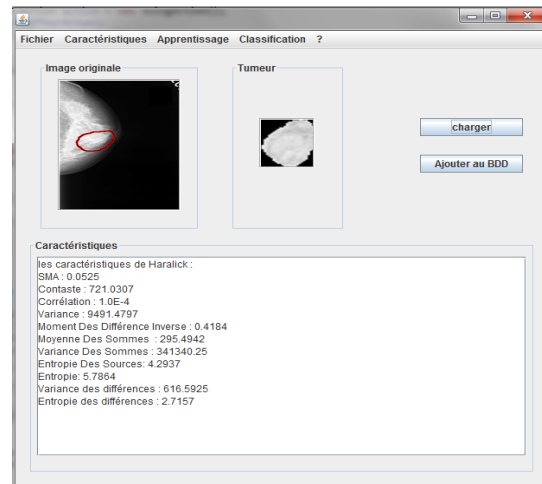 Fichier Caractéristiques Apprentissage Classification ?
Image originale
Tumeur
charger
Ajouter au BDD
Caractéristiques
les caractéristiques de Haralick :
SMA : 0.0525
Contaste : 721.0307
Corrélation : 1.0E-4
Variance : 9491.4797
Moment Des Différence Inverse : 0.4184
Moyenne Des Sommes : 295.4942
Variance Des Sommes : 341340.25
Entropie Des Sources: 4.2937
Entropie: 5.7864
Variance des différences : 616.5925
Entropie des différences : 2.7157